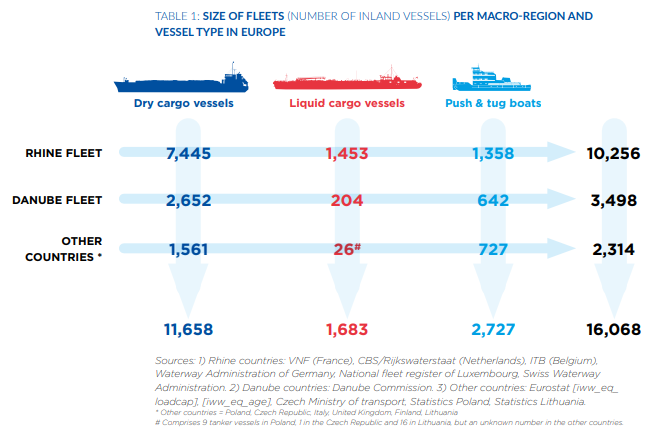 TABLE 1: SIZE OF FLEETS (NUMBER OF INLAND VESSELS) PER MACRO-REGION AND
VESSEL TYPE IN EUROPE
Dry cargo vessels Liquid cargo vessels Push & tug boats
RHINE FLEET 7,445 1,453 1,358 10,256
DANUBE FLEET 2,652 204 642 3,498
OTHER
COUNTRIES * 1,561 26# 727 2,314
11,658 1,683 2,727 16,068
Sources: 1) Rhine countries: VNF (France), CBS/Rijkswaterstaat (Netherlands), ITB (Belgium),
Waterway Administration of Germany, National fleet register of Luxembourg, Swiss Waterway
Administration. 2) Danube countries: Danube Commission. 3) Other countries: Eurostat [iww_eq_
loadcap], [iww_eq_age], Czech Ministry of transport, Statistics Poland, Statistics Lithuania.
* Other countries = Poland, Czech Republic, Italy, United Kingdom, Finland, Lithuania
# Comprises 9 tanker vessels in Poland, 1 in the Czech Republic and 16 in Lithuania, but an unknown number in the other countries.